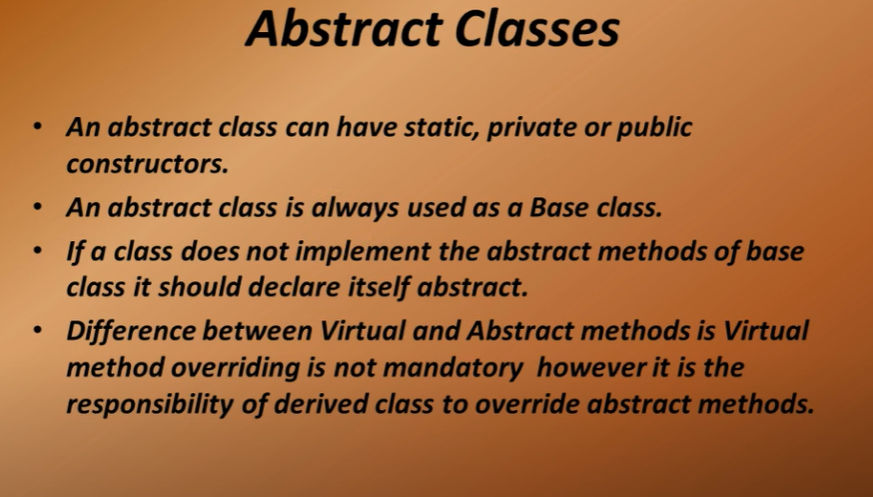 Abstract Classes
• An abstract class can have static, private or public
constructors.
• An abstract class is always used as a Base class.
• If a class does not implement the abstract methods of base
class it should declare itself abstract.
• Difference between Virtual and Abstract methods is Virtual
method overriding is not mandatory  however it is the
responsibility of derived class to override abstract methods.